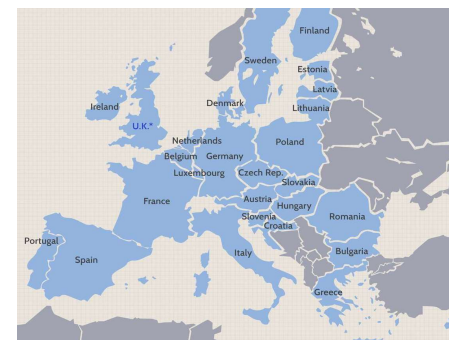 Finland
Sweden
Estonia
Latvia
Denmark
Lithuania
Ireland
U.K.*
Netherlands
Poland
Belgium
Germany
Luxembourg
Czech Rep.
Slovakia
France
Austria
Hungary
Slovenia
Romania
Croatia
Portugal
Spain
Italy
Bulgaria
Greece